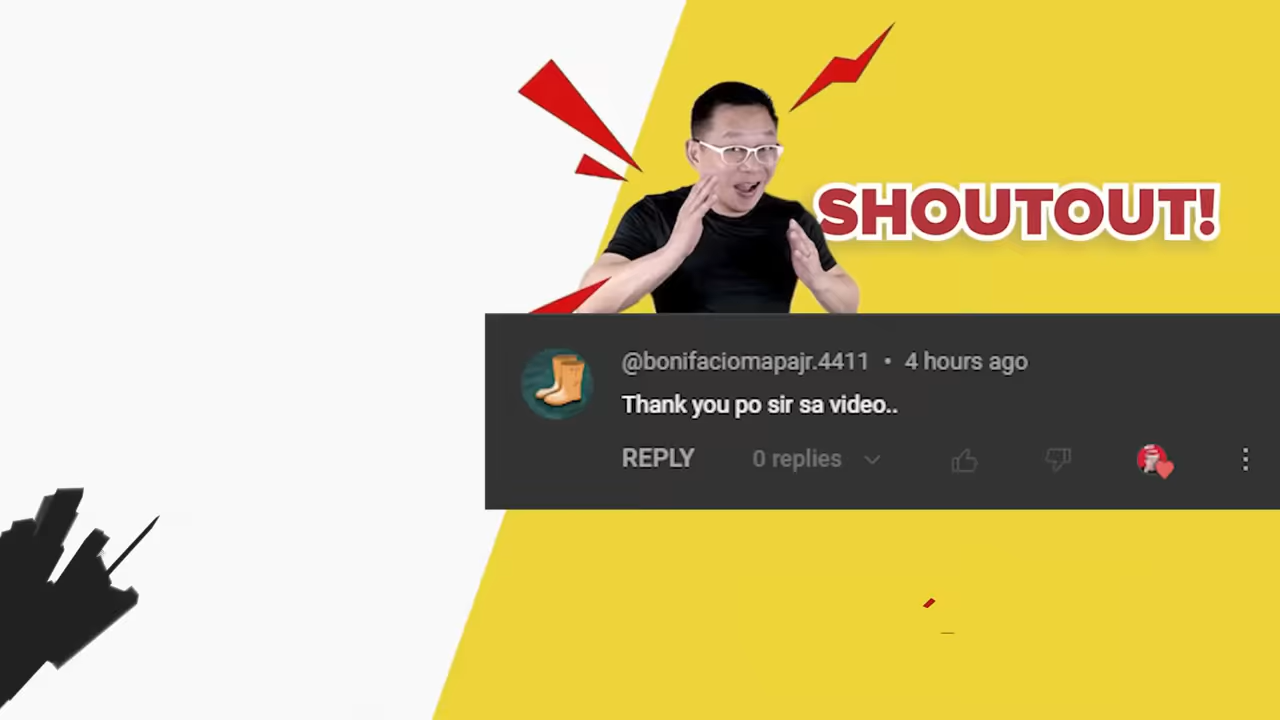 SHOUTOUT!
@bonifaciomapajr.4411 • 4 hours ago
Thank you po sir sa video..
REPLY 0 replies